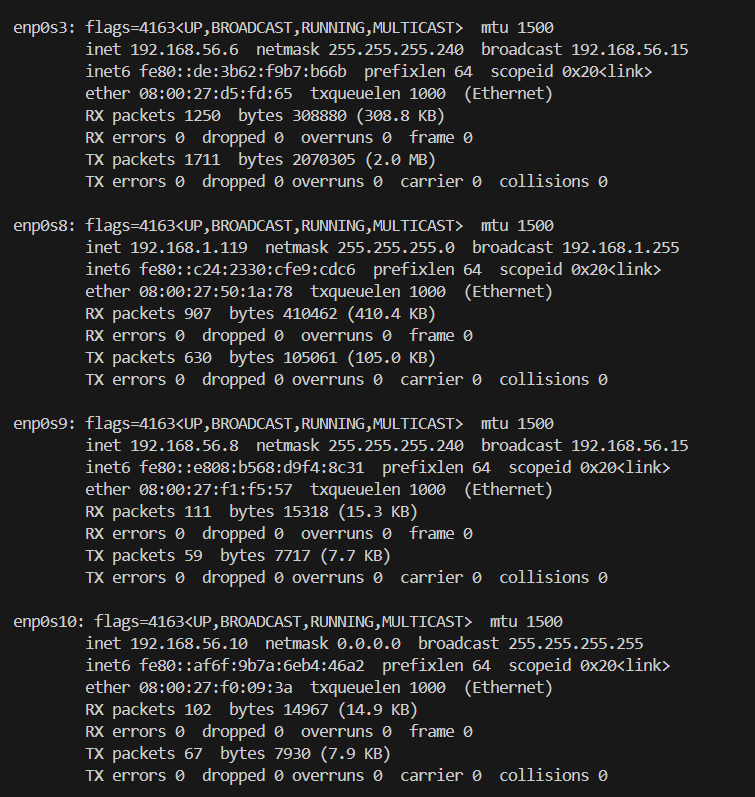 enp0s3: flags=4163<UP,BROADCAST,RUNNING,MULTICAST>  mtu 1500
        inet 192.168.56.6  netmask 255.255.255.240  broadcast 192.168.56.15
        inet6 fe80::de:3b62:f9b7:b66b  prefixlen 64  scopeid 0x20<link>
        ether 08:00:27:d5:fd:65  txqueuelen 1000  (Ethernet)
        RX packets 1250  bytes 308880 (308.8 KB)
        RX errors 0  dropped 0  overruns 0  frame 0
        TX packets 1711  bytes 2070305 (2.0 MB)
        TX errors 0  dropped 0 overruns 0  carrier 0  collisions 0

enp0s8: flags=4163<UP,BROADCAST,RUNNING,MULTICAST>  mtu 1500
        inet 192.168.1.119  netmask 255.255.255.0  broadcast 192.168.1.255
        inet6 fe80::c24:2330:cfe9:cdc6  prefixlen 64  scopeid 0x20<link>
        ether 08:00:27:50:1a:78  txqueuelen 1000  (Ethernet)
        RX packets 907  bytes 410462 (410.4 KB)
        RX errors 0  dropped 0  overruns 0  frame 0
        TX packets 630  bytes 105061 (105.0 KB)
        TX errors 0  dropped 0 overruns 0  carrier 0  collisions 0

enp0s9: flags=4163<UP,BROADCAST,RUNNING,MULTICAST>  mtu 1500
        inet 192.168.56.8  netmask 255.255.255.240  broadcast 192.168.56.15
        inet6 fe80::e808:b568:d9f4:8c31  prefixlen 64  scopeid 0x20<link>
        ether 08:00:27:f1:f5:57  txqueuelen 1000  (Ethernet)
        RX packets 111  bytes 15318 (15.3 KB)
        RX errors 0  dropped 0  overruns 0  frame 0
        TX packets 59  bytes 7717 (7.7 KB)
        TX errors 0  dropped 0 overruns 0  carrier 0  collisions 0

enp0s10: flags=4163<UP,BROADCAST,RUNNING,MULTICAST>  mtu 1500
        inet 192.168.56.10  netmask 0.0.0.0  broadcast 255.255.255.255
        inet6 fe80::af6f:9b7a:6eb4:46a2  prefixlen 64  scopeid 0x20<link>
        ether 08:00:27:f0:09:3a  txqueuelen 1000  (Ethernet)
        RX packets 102  bytes 14967 (14.9 KB)
        RX errors 0  dropped 0  overruns 0  frame 0
        TX packets 67  bytes 7930 (7.9 KB)
        TX errors 0  dropped 0 overruns 0  carrier 0  collisions 0